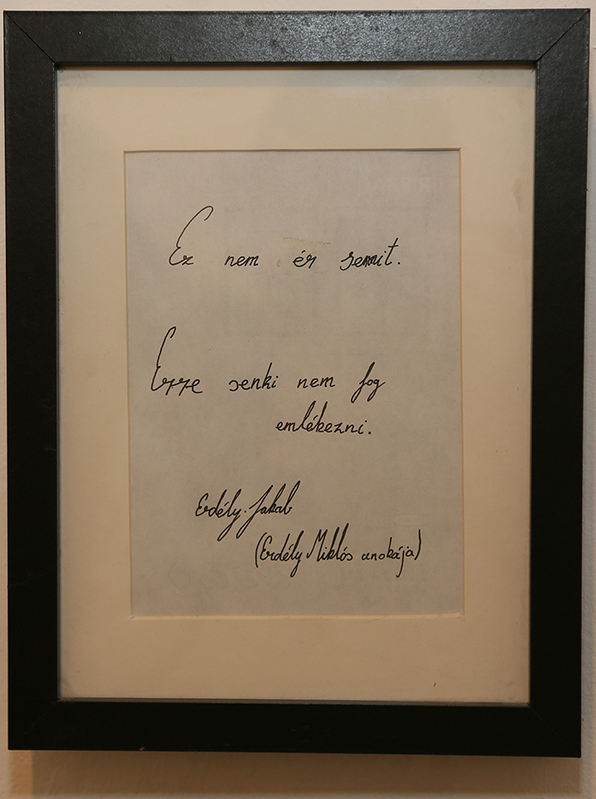 Ez nem ér semmit.
Erre senki nem fog
emlékezni.
Erdély Jakab
(Erdély Miklós unokája)